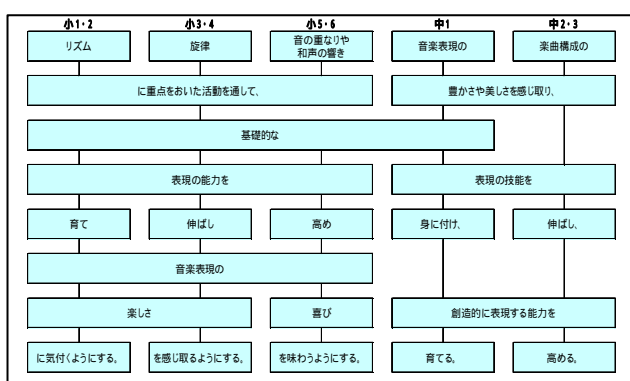 小1・2 小3・4 小5・6 中1 中2・3
リズム 旋律 音の重なりや 音楽表現の 楽曲構成の
和声の響き
に重点をおいた活動を通して、 豊かさや美しさを感じ取り、
基礎的な
表現の能力を 表現の技能を
育て 伸ばし 高め 身に付け、 伸ばし、
音楽表現の
楽しさ 喜び 創造的に表現する能力を
に気付くようにする。 を感じ取るようにする。 を味わうようにする。 育てる。 高める。